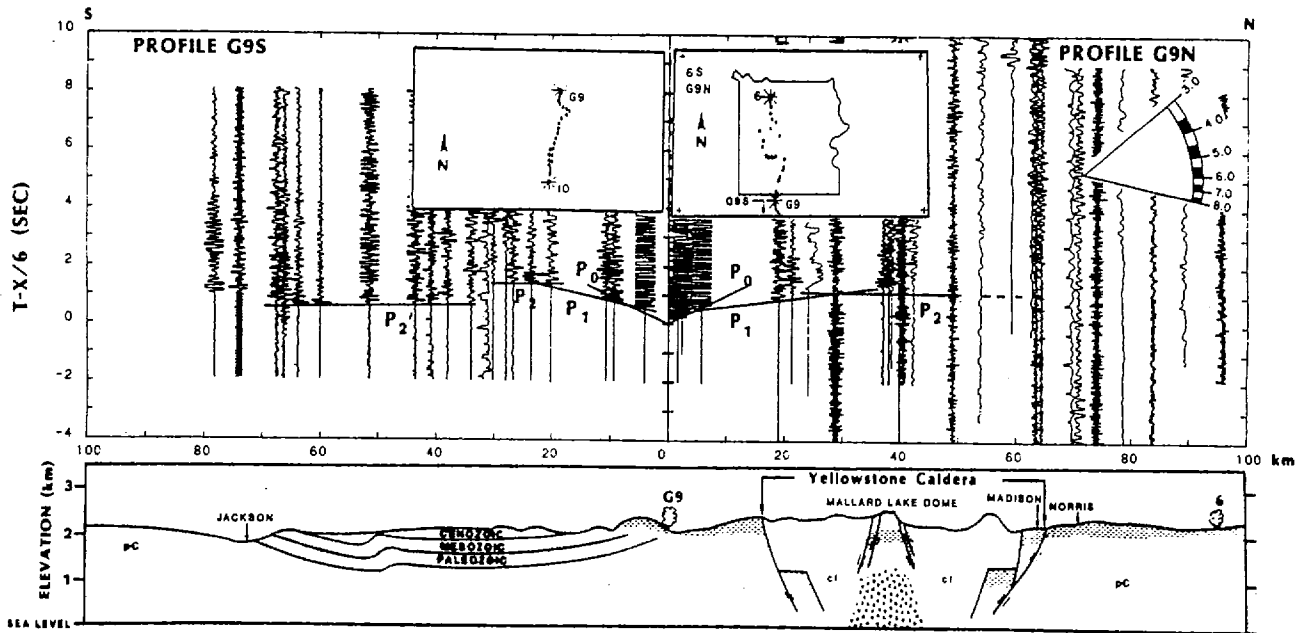 S
N
PROFILE G9S
PROFILE G9N
10
8
6
4
2
0
-2
-4
T-X/6 (SEC)
G9
N
10
6S
G9N
6
N
G9
3.0
4.0
5.0
6.0
7.0
8.0
P0
P2
P1
P2'
P0
P1
P2
100
80
60
40
20
0
20
40
60
80
100
km
ELEVATION (km)
3
2
1
SEA LEVEL
JACKSON
CENOZOIC
MESOZOIC
PALEOZOIC
pC
G9
Yellowstone Caldera
MALLARD LAKE DOME
MADISON
NORRIS
6
cf
cf
pC